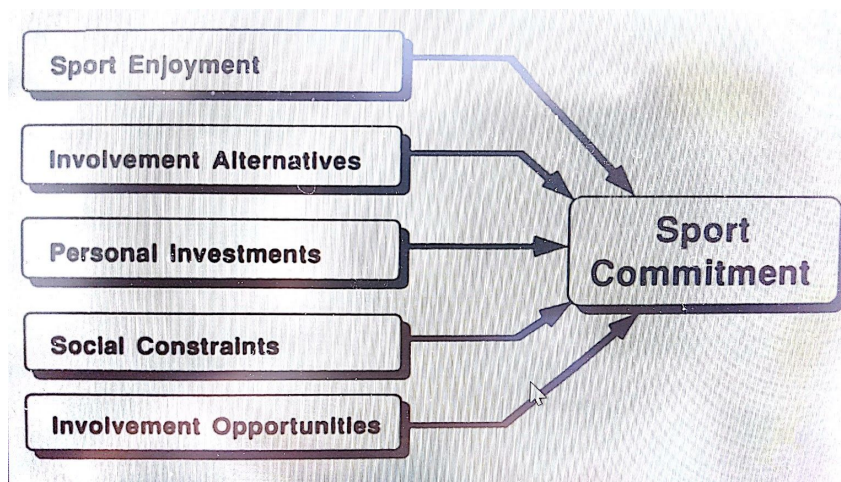 Sport Enjoyment
Involvement Alternatives
Personal Investments
Social Constraints
Involvement Opportunities
Sport
Commitment